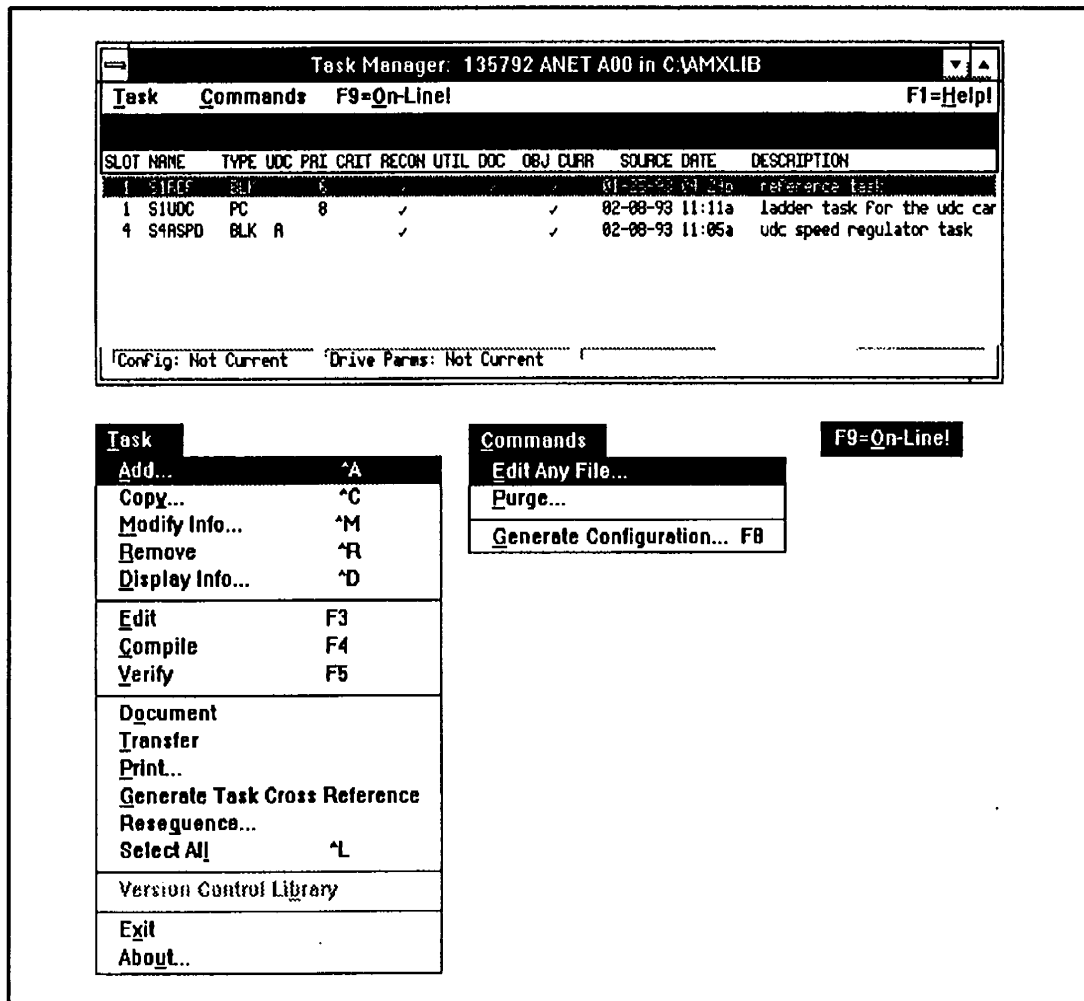 Task Manager: 135792 ANET A00 in C:\AMXLIB
Task Commands F9=On-Line! F1=Help!
SLOT NAME TYPE UDC PRI CRIT RECON UTIL DOC OBJ CURR SOURCE DATE DESCRIPTION
1 BLK 6 ✓ ✓ ✓ reference task
1 S1UDC PC 8 ✓ ✓ 02-08-93 11:11a ladder task for the udc car
4 S4ASPD BLK A ✓ ✓ 02-08-93 11:05a udc speed regulator task
Config: Not Current Drive Parms: Not Current
Task
Add... ^A
Copy... ^C
Modify Info... ^M
Remove ^R
Display Info... ^D
Edit F3
Compile F4
Verify F5
Document
Transfer
Print...
Generate Task Cross Reference
Resequence...
Select All ^L
Version Control Library
Exit
About...
Commands
Edit Any File...
Purge...
Generate Configuration... F8
F9=On-Line!